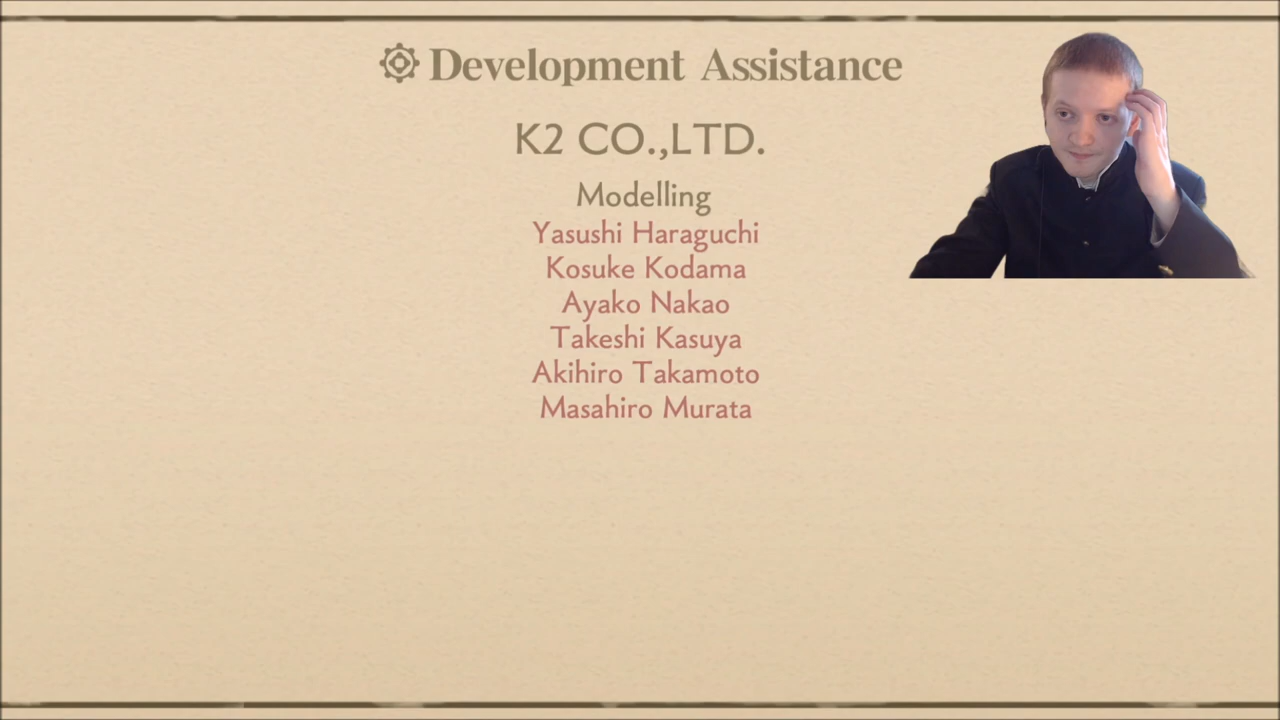 Development Assistance
K2 CO.,LTD.
Modelling
Yasushi Haraguchi
Kosuke Kodama
Ayako Nakao
Takeshi Kasuya
Akihiro Takamoto
Masahiro Murata